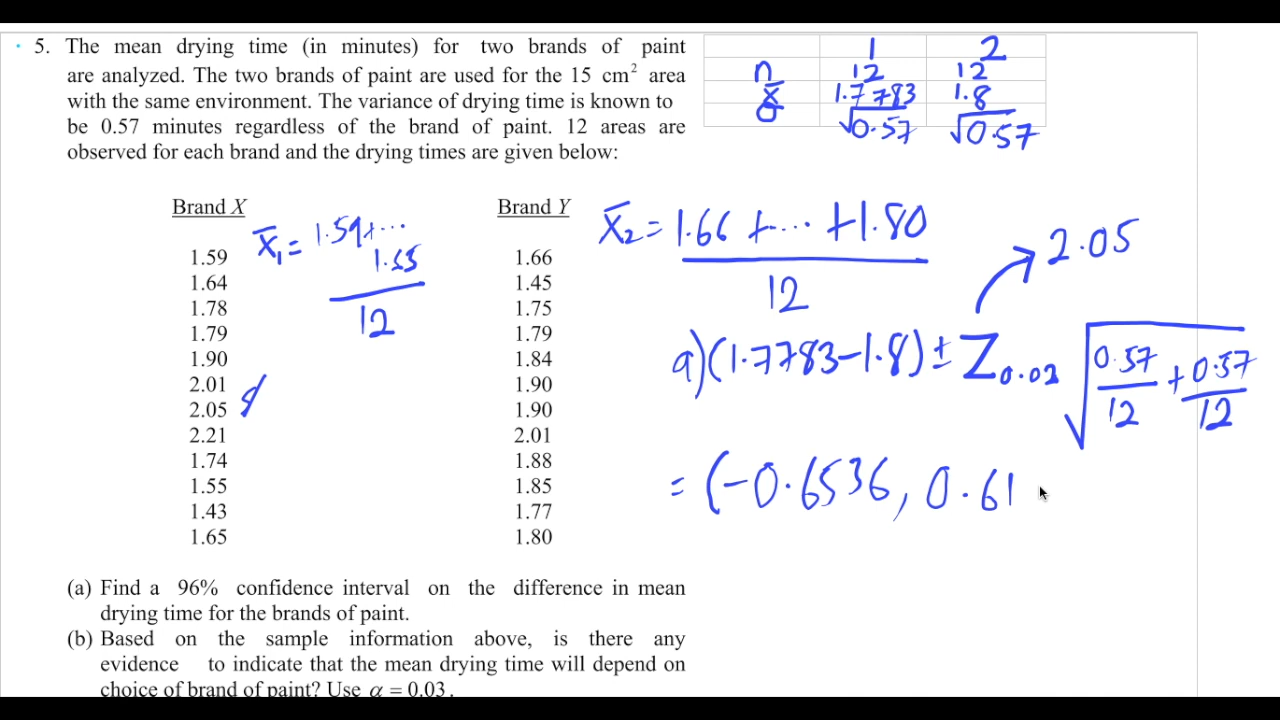 5. The mean drying time (in minutes) for two brands of paint
are analyzed. The two brands of paint are used for the 15 cm² area
with the same environment. The variance of drying time is known to
be 0.57 minutes regardless of the brand of paint. 12 areas are
observed for each brand and the drying times are given below:
1 2
n 12 12
x̄ 1.7783 1.8
σ √0.57 √0.57
Brand X
1.59
1.64
1.78
1.79
1.90
2.01
2.05
2.21
1.74
1.55
1.43
1.65
x̄₁ = 1.59+...
1.65
12
Brand Y
1.66
1.45
1.75
1.79
1.84
1.90
1.90
2.01
1.88
1.85
1.77
1.80
x̄₂ = 1.66 + ... + 1.80
12
2.05
a) (1.7783 - 1.8) ± Z₀.₀₂ √0.57/12 + 0.57/12
= (-0.6536, 0.61
(a) Find a 96% confidence interval on the difference in mean
drying time for the brands of paint.
(b) Based on the sample information above, is there any
evidence to indicate that the mean drying time will depend on
choice of brand of paint? Use α = 0.03.